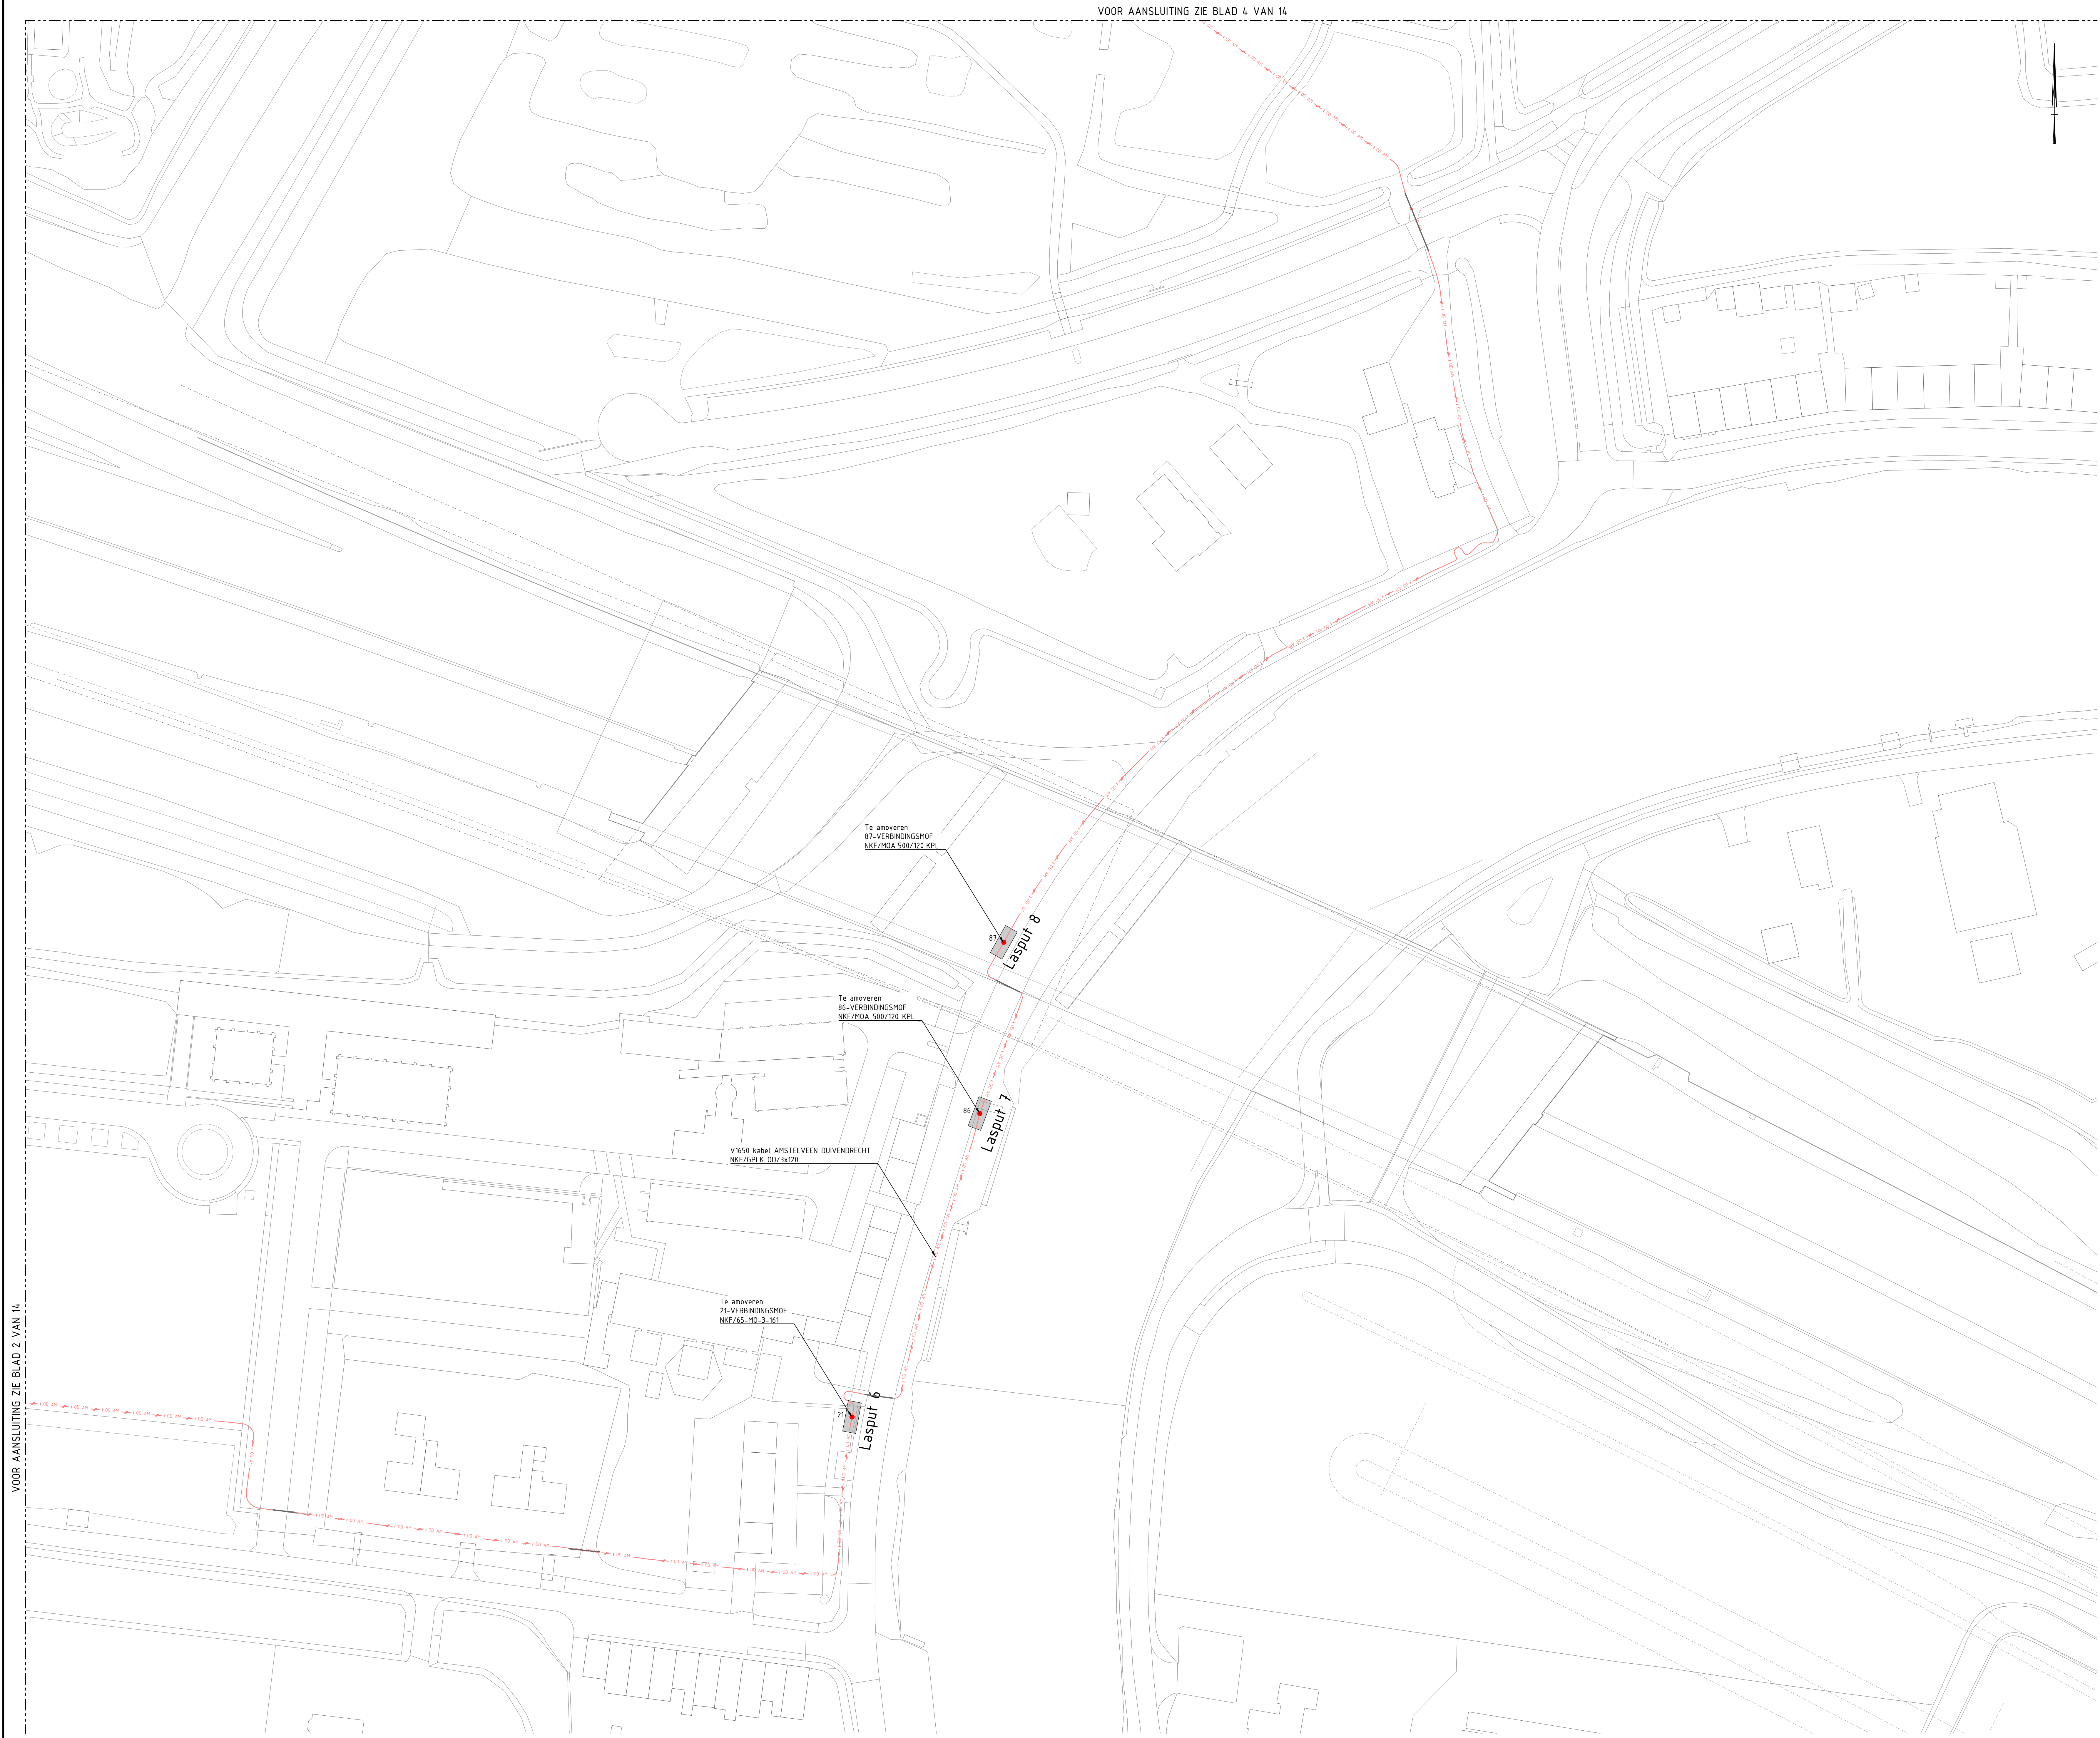 VOOR AANSLUITING ZIE BLAD 4 VAN 14
Te amoveren
87-VERBINDINGSMOF
NKF/MOA 500/120 KPL
87
Lasput 8
Te amoveren
86-VERBINDINGSMOF
NKF/MOA 500/120 KPL
86
Lasput 7
V1650 kabel AMSTELVEEN DUIVENDRECHT
NKF/GPLK OD/3x120
Te amoveren
21-VERBINDINGSMOF
NKF/65-MO-3-161
21
Lasput 6
VOOR AANSLUITING ZIE BLAD 2 VAN 14